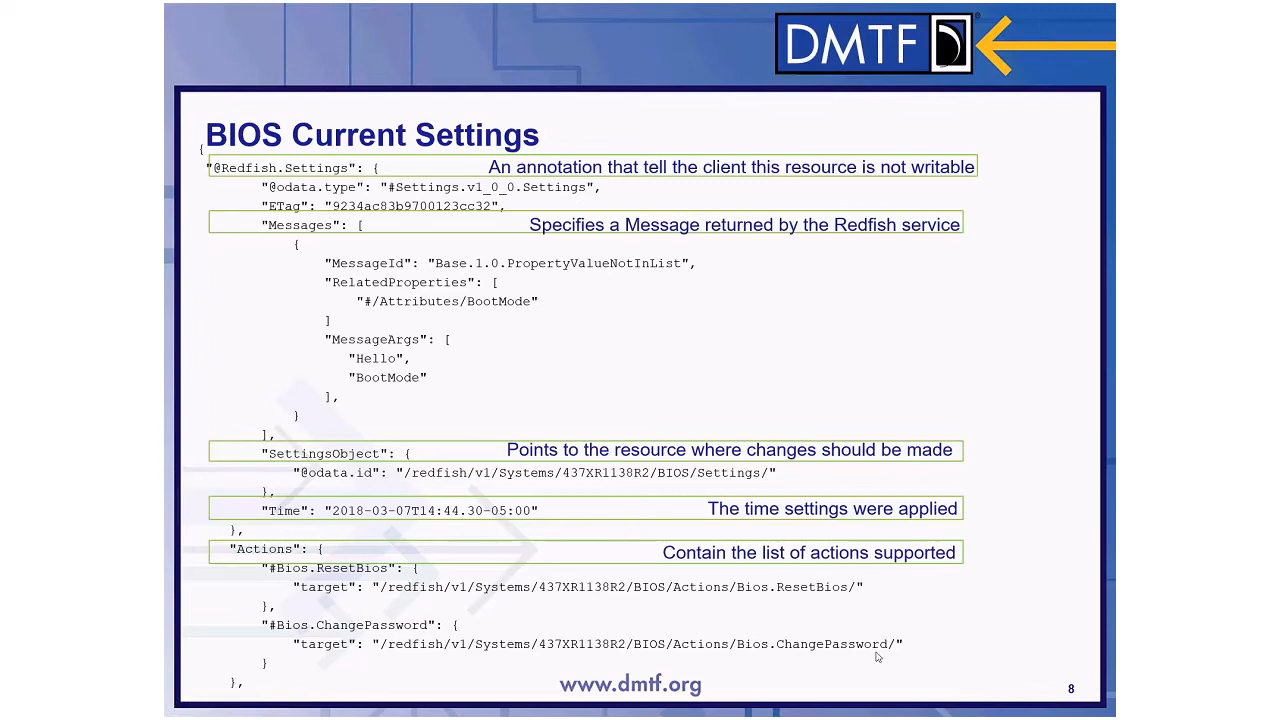 DMTF
BIOS Current Settings
{
"@Redfish.Settings": { An annotation that tell the client this resource is not writable
"@odata.type": "#Settings.v1_0_0.Settings",
"ETag": "9234ac83b9700123cc32",
"Messages": [ Specifies a Message returned by the Redfish service
{
"MessageId": "Base.1.0.PropertyValueNotInList",
"RelatedProperties": [
"#/Attributes/BootMode"
]
"MessageArgs": [
"Hello",
"BootMode"
],
}
],
"SettingsObject": { Points to the resource where changes should be made
"@odata.id": "/redfish/v1/Systems/437XR1138R2/BIOS/Settings/"
},
"Time": "2018-03-07T14:44.30-05:00" The time settings were applied
},
"Actions": { Contain the list of actions supported
"#Bios.ResetBios": {
"target": "/redfish/v1/Systems/437XR1138R2/BIOS/Actions/Bios.ResetBios/"
},
"#Bios.ChangePassword": {
"target": "/redfish/v1/Systems/437XR1138R2/BIOS/Actions/Bios.ChangePassword/"
}
},
www.dmtf.org
8